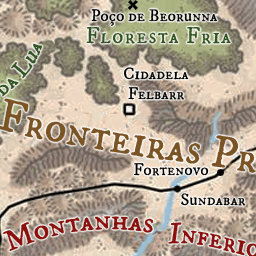 Poço de Beorunna
Floresta Fria
da Lua
Cidadela
Felbarr
Fronteiras Pr
Fortenovo
Sundabar
Montanhas Inferio